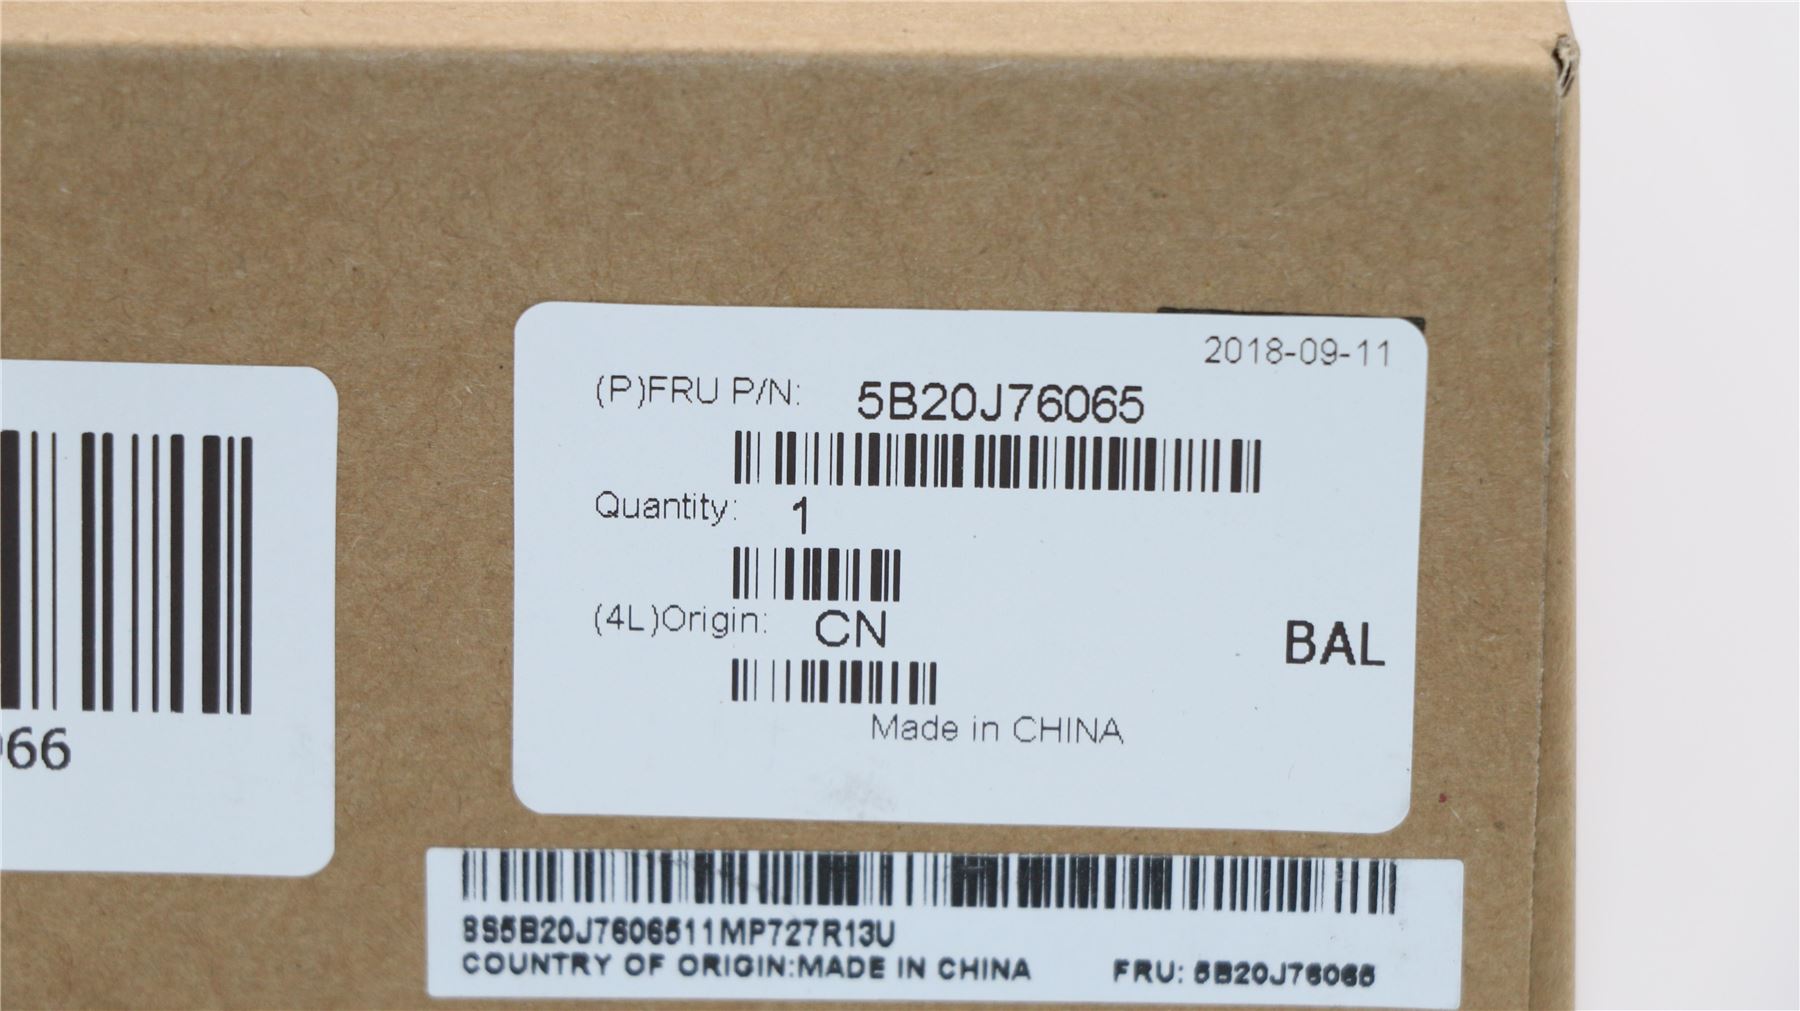 2018-09-11
(P)FRU P/N: 5B20J76065
Quantity: 1
(4L)Origin: CN
BAL
Made in CHINA
66
8S5B20J7606511MP727R13U
COUNTRY OF ORIGIN:MADE IN CHINA FRU: 5B20J76065